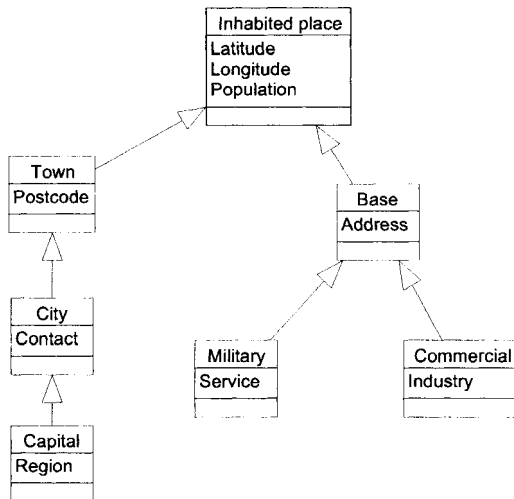 Inhabited place
Latitude
Longitude
Population
Town
Postcode
Base
Address
City
Contact
Military
Service
Commercial
Industry
Capital
Region